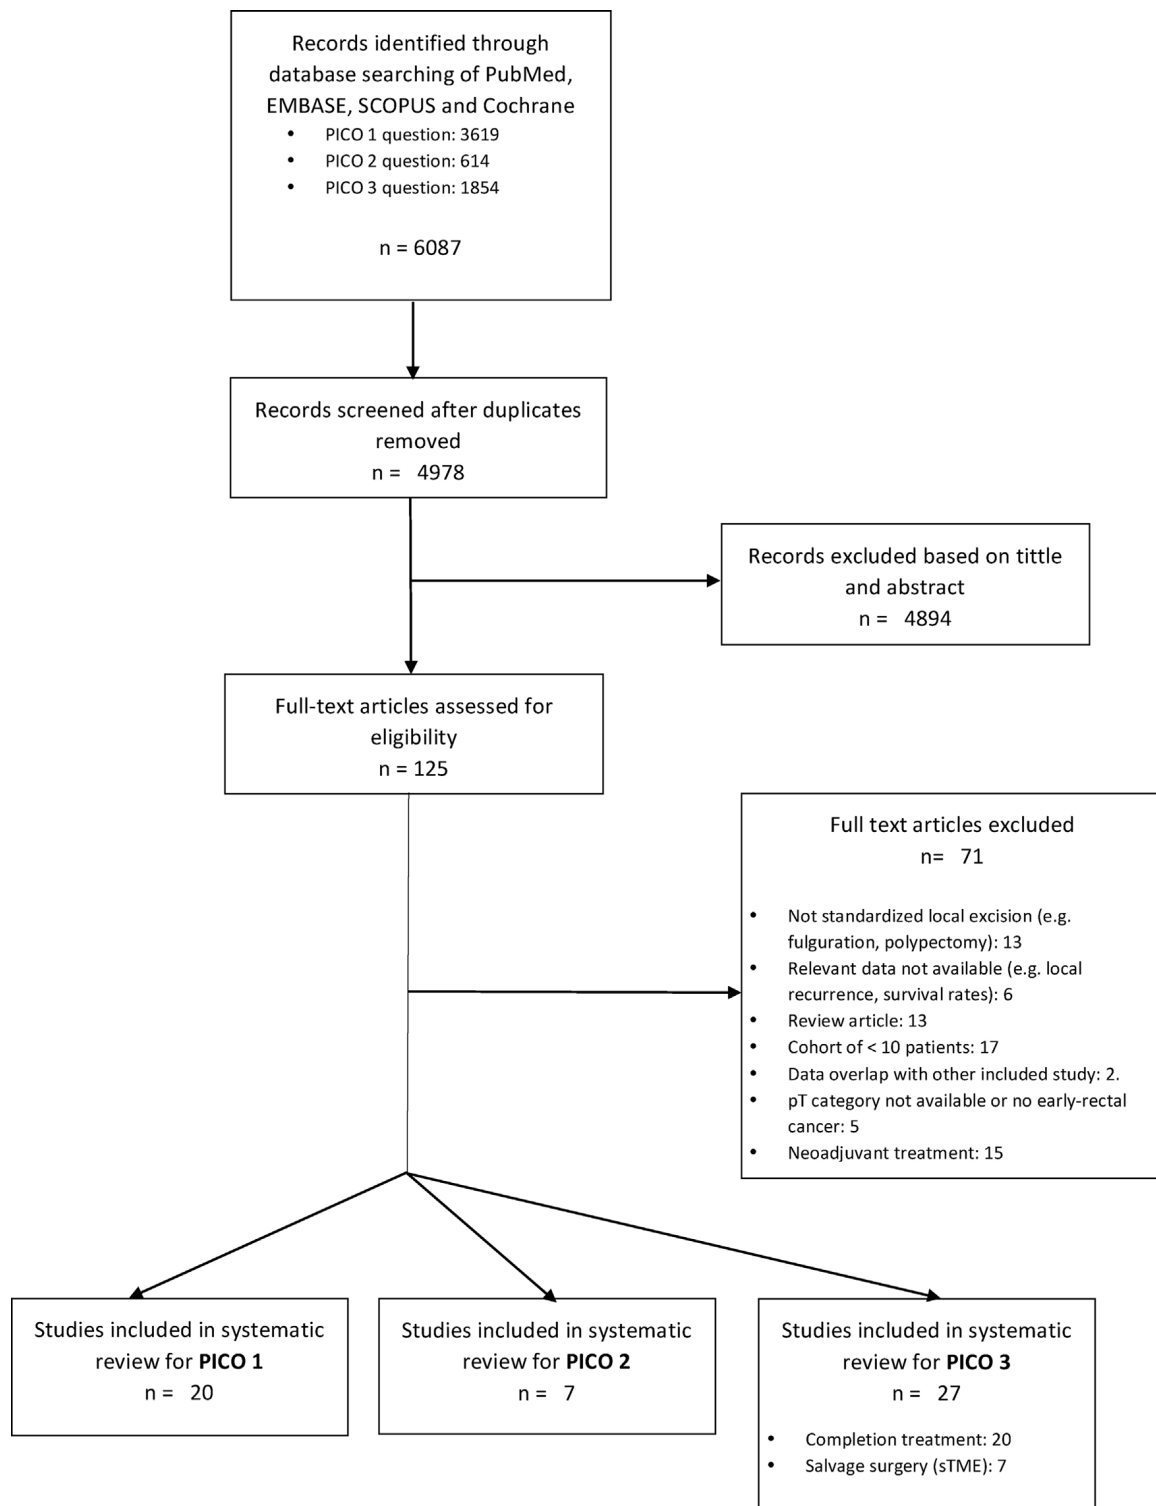 Records identified through
database searching of PubMed,
EMBASE, SCOPUS and Cochrane
• PICO 1 question: 3619
• PICO 2 question: 614
• PICO 3 question: 1854
n = 6087
Records screened after duplicates
removed
n = 4978
Records excluded based on tittle
and abstract
n = 4894
Full-text articles assessed for
eligibility
n = 125
Full text articles excluded
n= 71
• Not standardized local excision (e.g.
fulguration, polypectomy): 13
• Relevant data not available (e.g. local
recurrence, survival rates): 6
• Review article: 13
• Cohort of < 10 patients: 17
• Data overlap with other included study: 2.
• pT category not available or no early-rectal
cancer: 5
• Neoadjuvant treatment: 15
Studies included in systematic
review for PICO 1
n = 20
Studies included in systematic
review for PICO 2
n = 7
Studies included in systematic
review for PICO 3
n = 27
• Completion treatment: 20
• Salvage surgery (sTME): 7